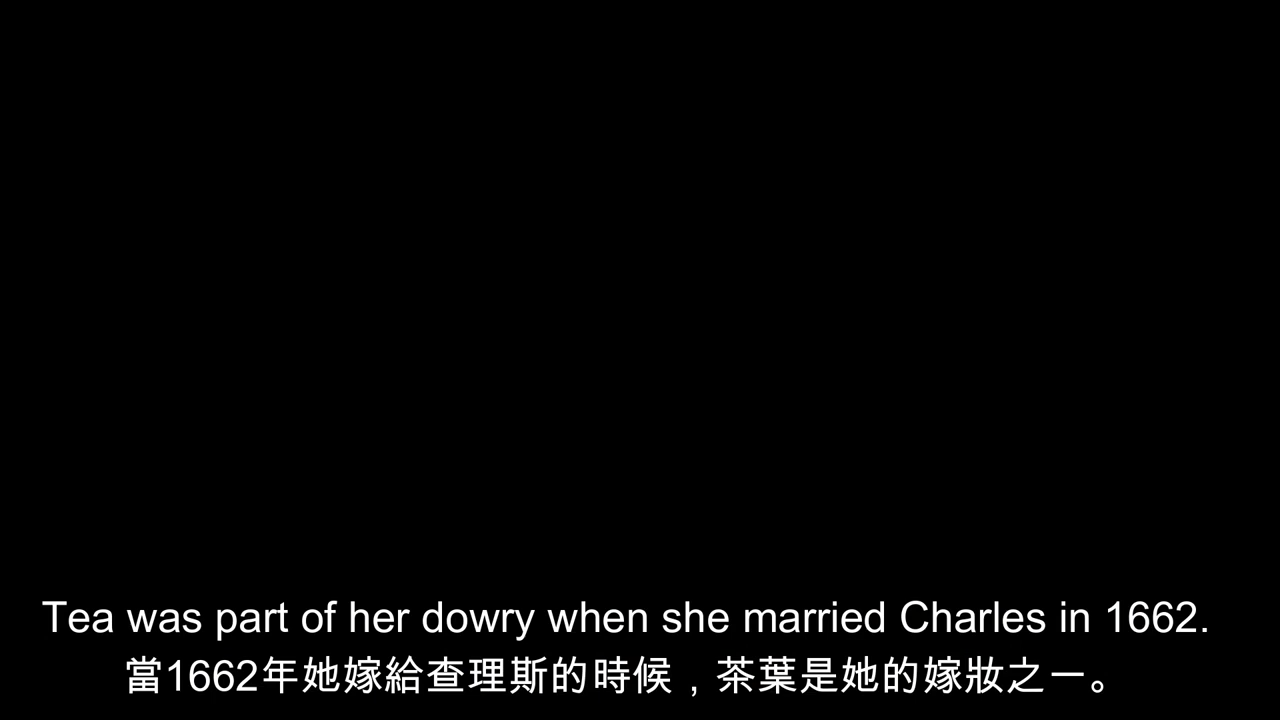 Tea was part of her dowry when she married Charles in 1662.
當1662年她嫁給查理斯的時候，茶葉是她的嫁妝之一。